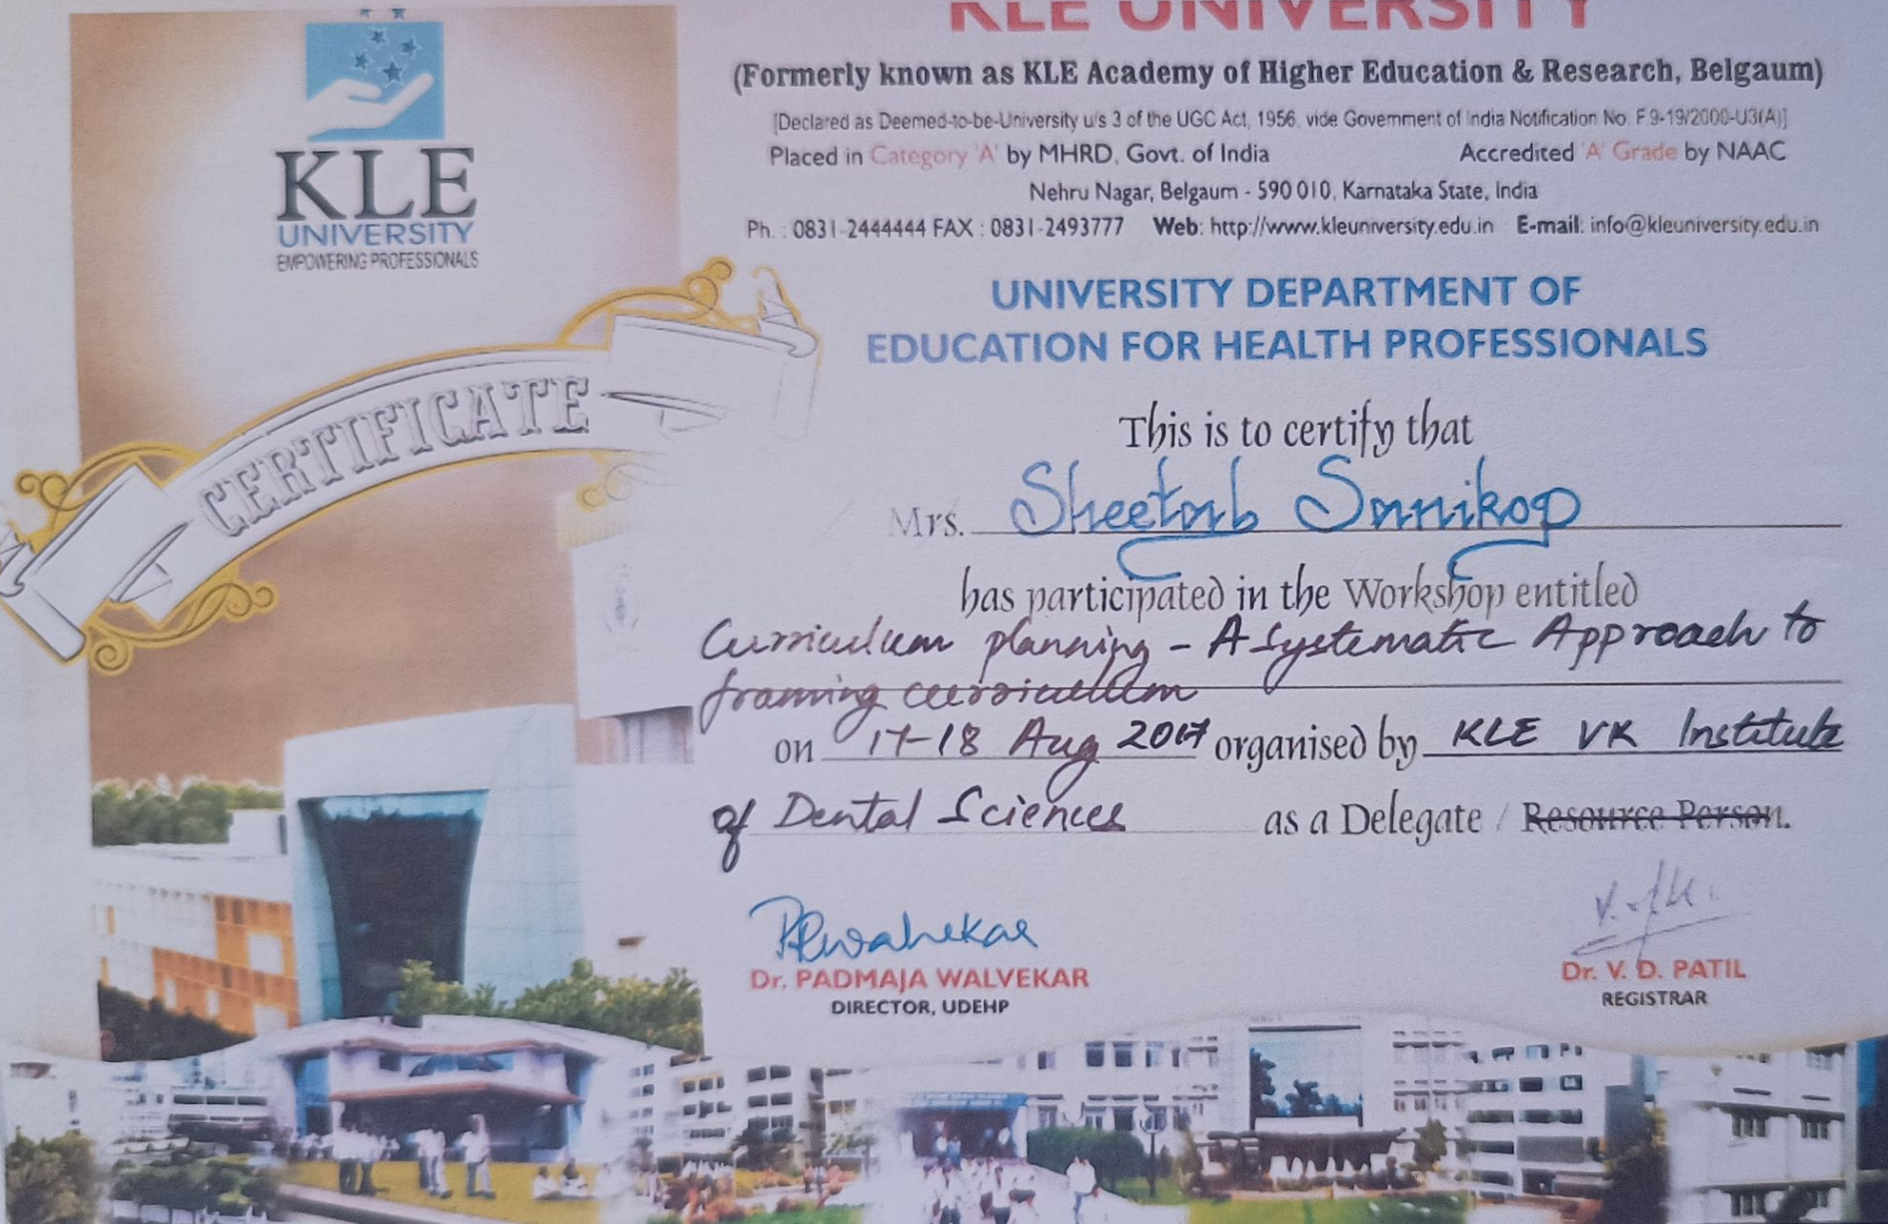 KLE UNIVERSITY
(Formerly known as KLE Academy of Higher Education & Research, Belgaum)
[Declared as Deemed-to-be-University u/s 3 of the UGC Act, 1956, vide Government of India Notification No. F.9-19/2000-U3(A)]
Placed in Category 'A' by MHRD, Govt. of India Accredited 'A' Grade by NAAC
Nehru Nagar, Belgaum - 590 010, Karnataka State, India
Ph. : 0831-2444444 FAX : 0831-2493777 Web: http://www.kleuniversity.edu.in E-mail: info@kleuniversity.edu.in
KLE
UNIVERSITY
EMPOWERING PROFESSIONALS
CERTIFICATE
UNIVERSITY DEPARTMENT OF
EDUCATION FOR HEALTH PROFESSIONALS
This is to certify that
Mrs. Sheetal
has participated in the Workshop entitled
Curriculum planning - A Systematic Approach to
framing curriculum
on 17-18 Aug 2017 organised by KLE VK Institute
of Dental Sciences as a Delegate / Resource Person.
Dr. PADMAJA WALVEKAR
DIRECTOR, UDEHP
Dr. V. D. PATIL
REGISTRAR